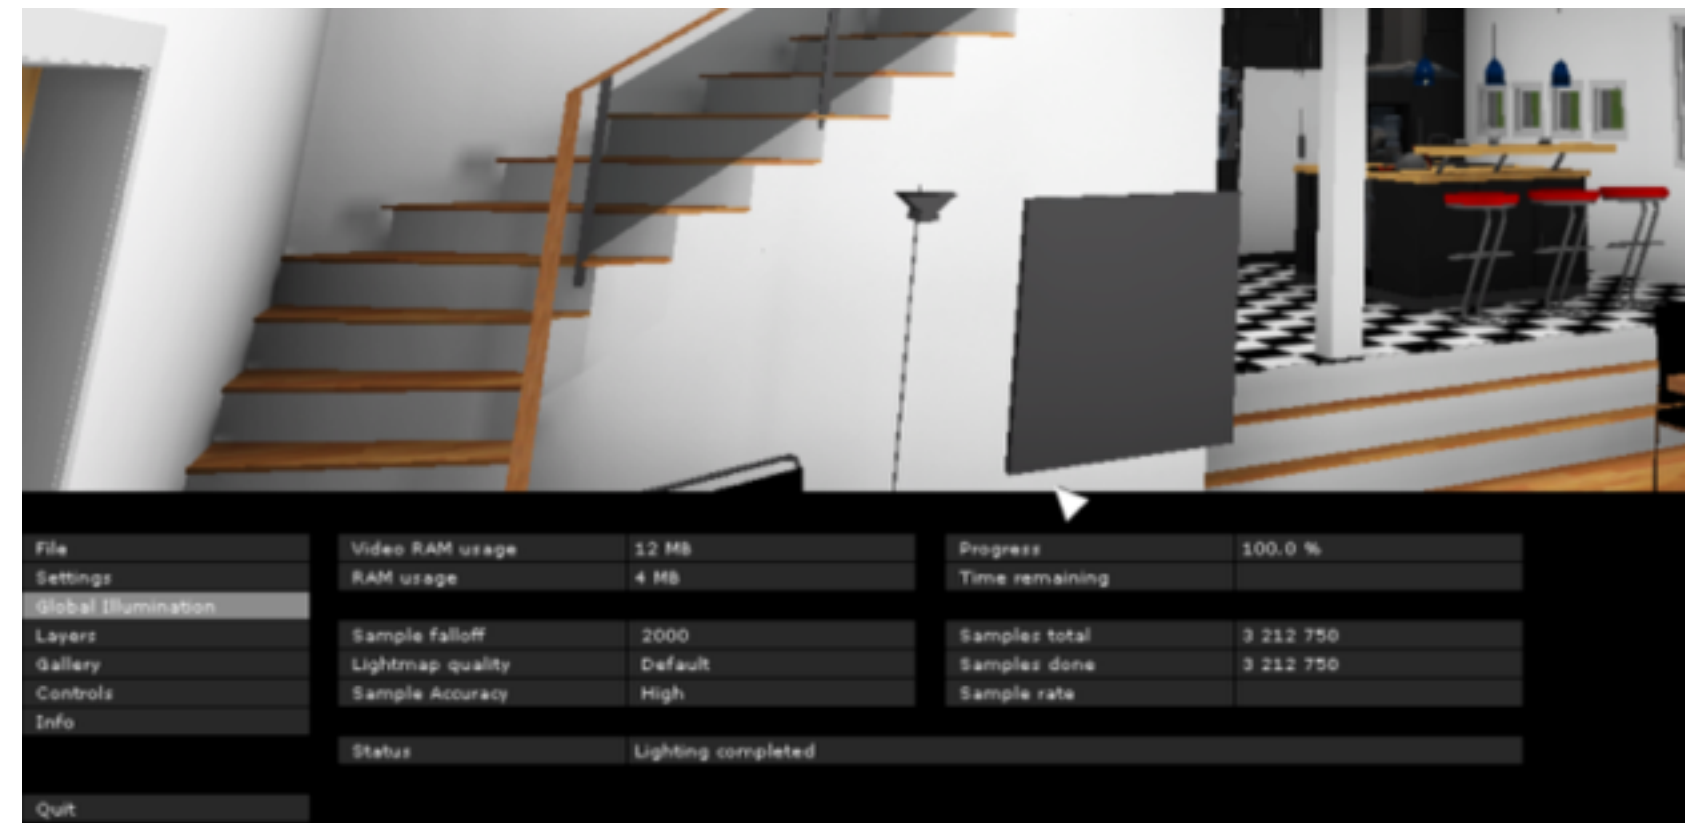 File
Settings
Global Illumination
Layers
Gallery
Controls
Info
Quit
Video RAM usage 12 MB
RAM usage 4 MB
Sample falloff 2000
Lightmap quality Default
Sample Accuracy High
Status Lighting completed
Progress 100.0 %
Time remaining
Samples total 3 212 750
Samples done 3 212 750
Sample rate